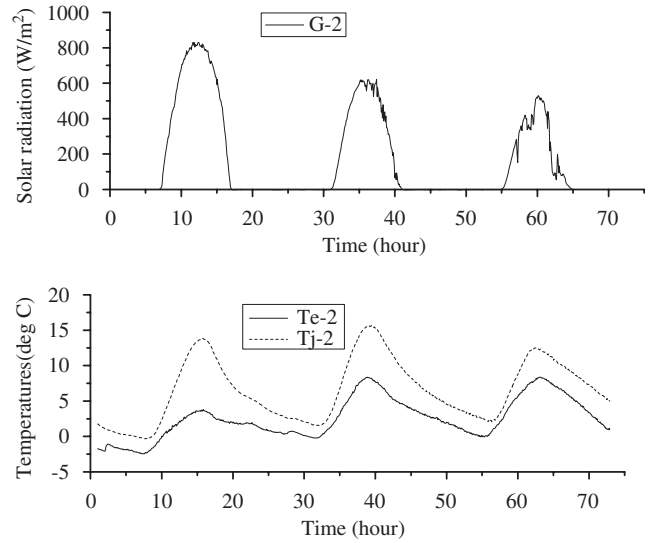 Solar radiation (W/m²)
1000
800
600
400
200
0
G-2
0 10 20 30 40 50 60 70
Time (hour)
Temperatures(deg C)
20
15
10
5
0
-5
Te-2
Tj-2
0 10 20 30 40 50 60 70
Time (hour)